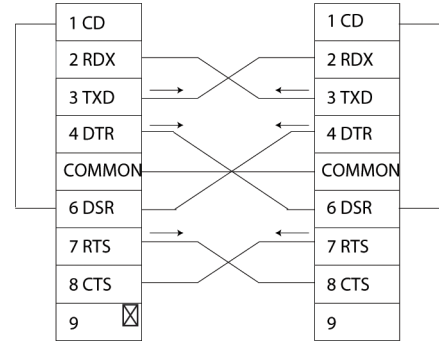 1 CD
2 RDX
3 TXD
4 DTR
COMMON
6 DSR
7 RTS
8 CTS
9
1 CD
2 RDX
3 TXD
4 DTR
COMMON
6 DSR
7 RTS
8 CTS
9